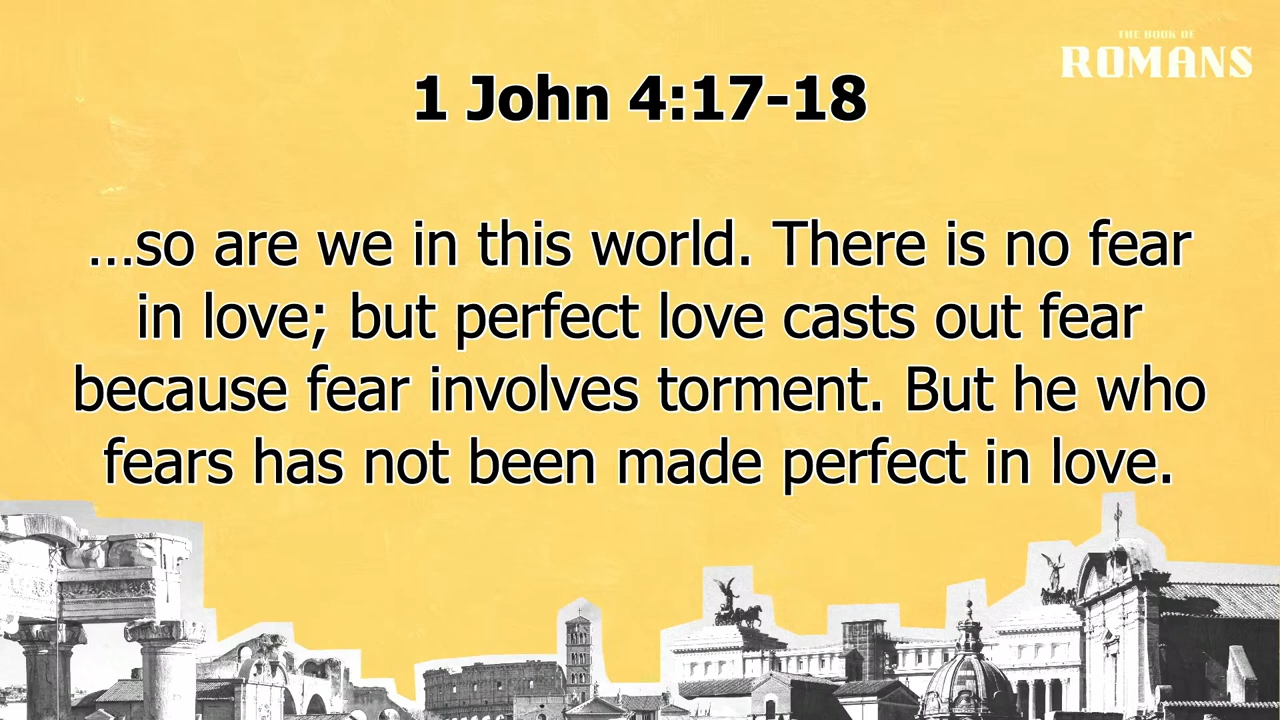 THE BOOK OF
ROMANS
1 John 4:17-18
...so are we in this world. There is no fear
in love; but perfect love casts out fear
because fear involves torment. But he who
fears has not been made perfect in love.